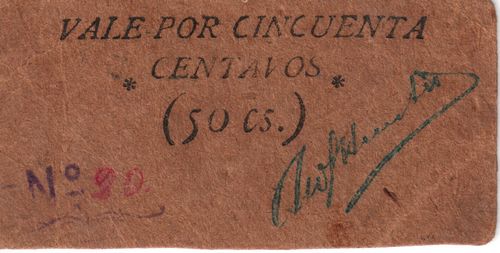 VALE POR CINCUENTA
* CENTAVOS *
(50 cs.)
Nº 90